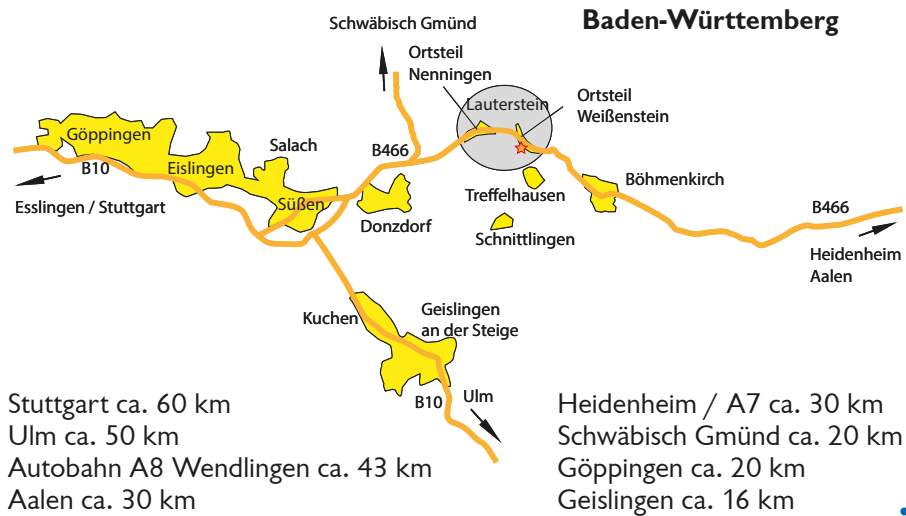 Baden-Württemberg
Schwäbisch Gmünd
Ortsteil
Nenningen
Lauterstein
Ortsteil
Weißenstein
Göppingen
Salach
B466
B10
Eislingen
Böhmenkirch
Treffelhausen
Esslingen / Stuttgart
Süßen
Donzdorf
B466
Schnittlingen
Heidenheim
Aalen
Kuchen
Geislingen
an der Steige
B10
Ulm
Stuttgart ca. 60 km
Ulm ca. 50 km
Autobahn A8 Wendlingen ca. 43 km
Aalen ca. 30 km
Heidenheim / A7 ca. 30 km
Schwäbisch Gmünd ca. 20 km
Göppingen ca. 20 km
Geislingen ca. 16 km